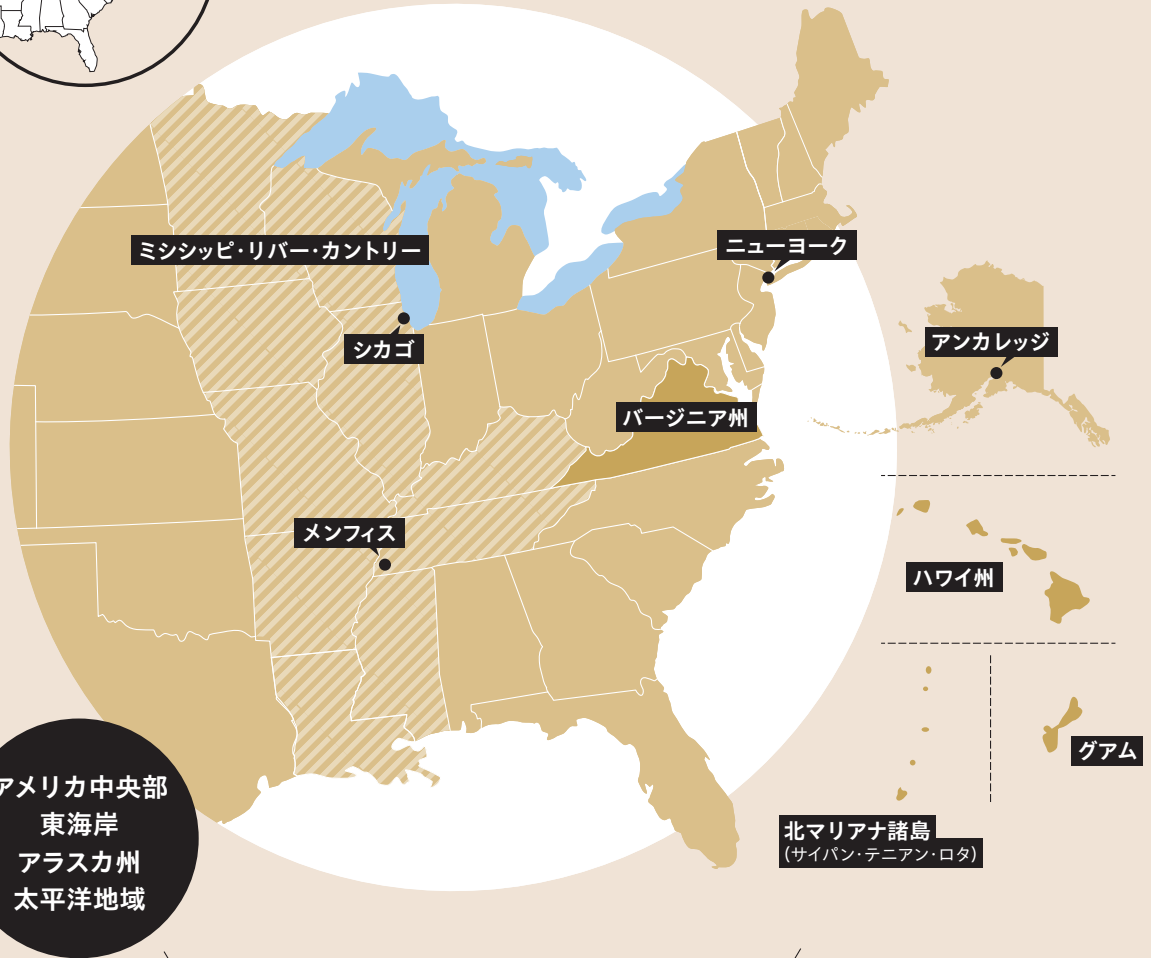 ミシシッピ・リバー・カントリー
ニューヨーク
シカゴ
アンカレッジ
バージニア州
メンフィス
ハワイ州
グアム
北マリアナ諸島
(サイパン・テニアン・ロタ)
アメリカ中央部
東海岸
アラスカ州
太平洋地域